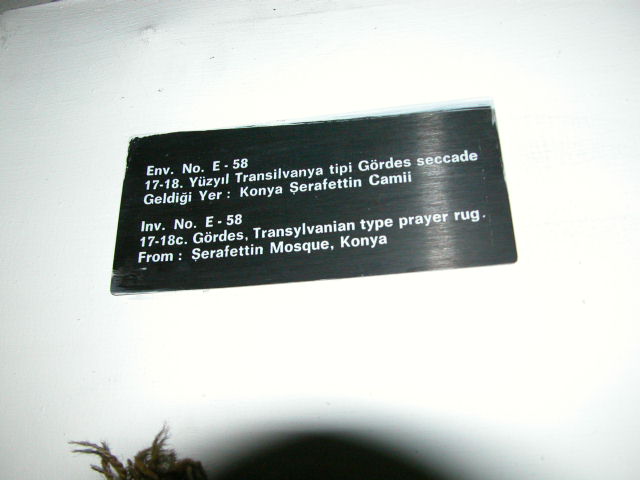 Env. No. E - 58
17-18. Yüzyıl Transilvanya tipi Gördes seccade
Geldiği Yer : Konya Şerafettin Camii
Inv. No. E - 58
17-18c. Gördes, Transylvanian type prayer rug.
From : Şerafettin Mosque, Konya